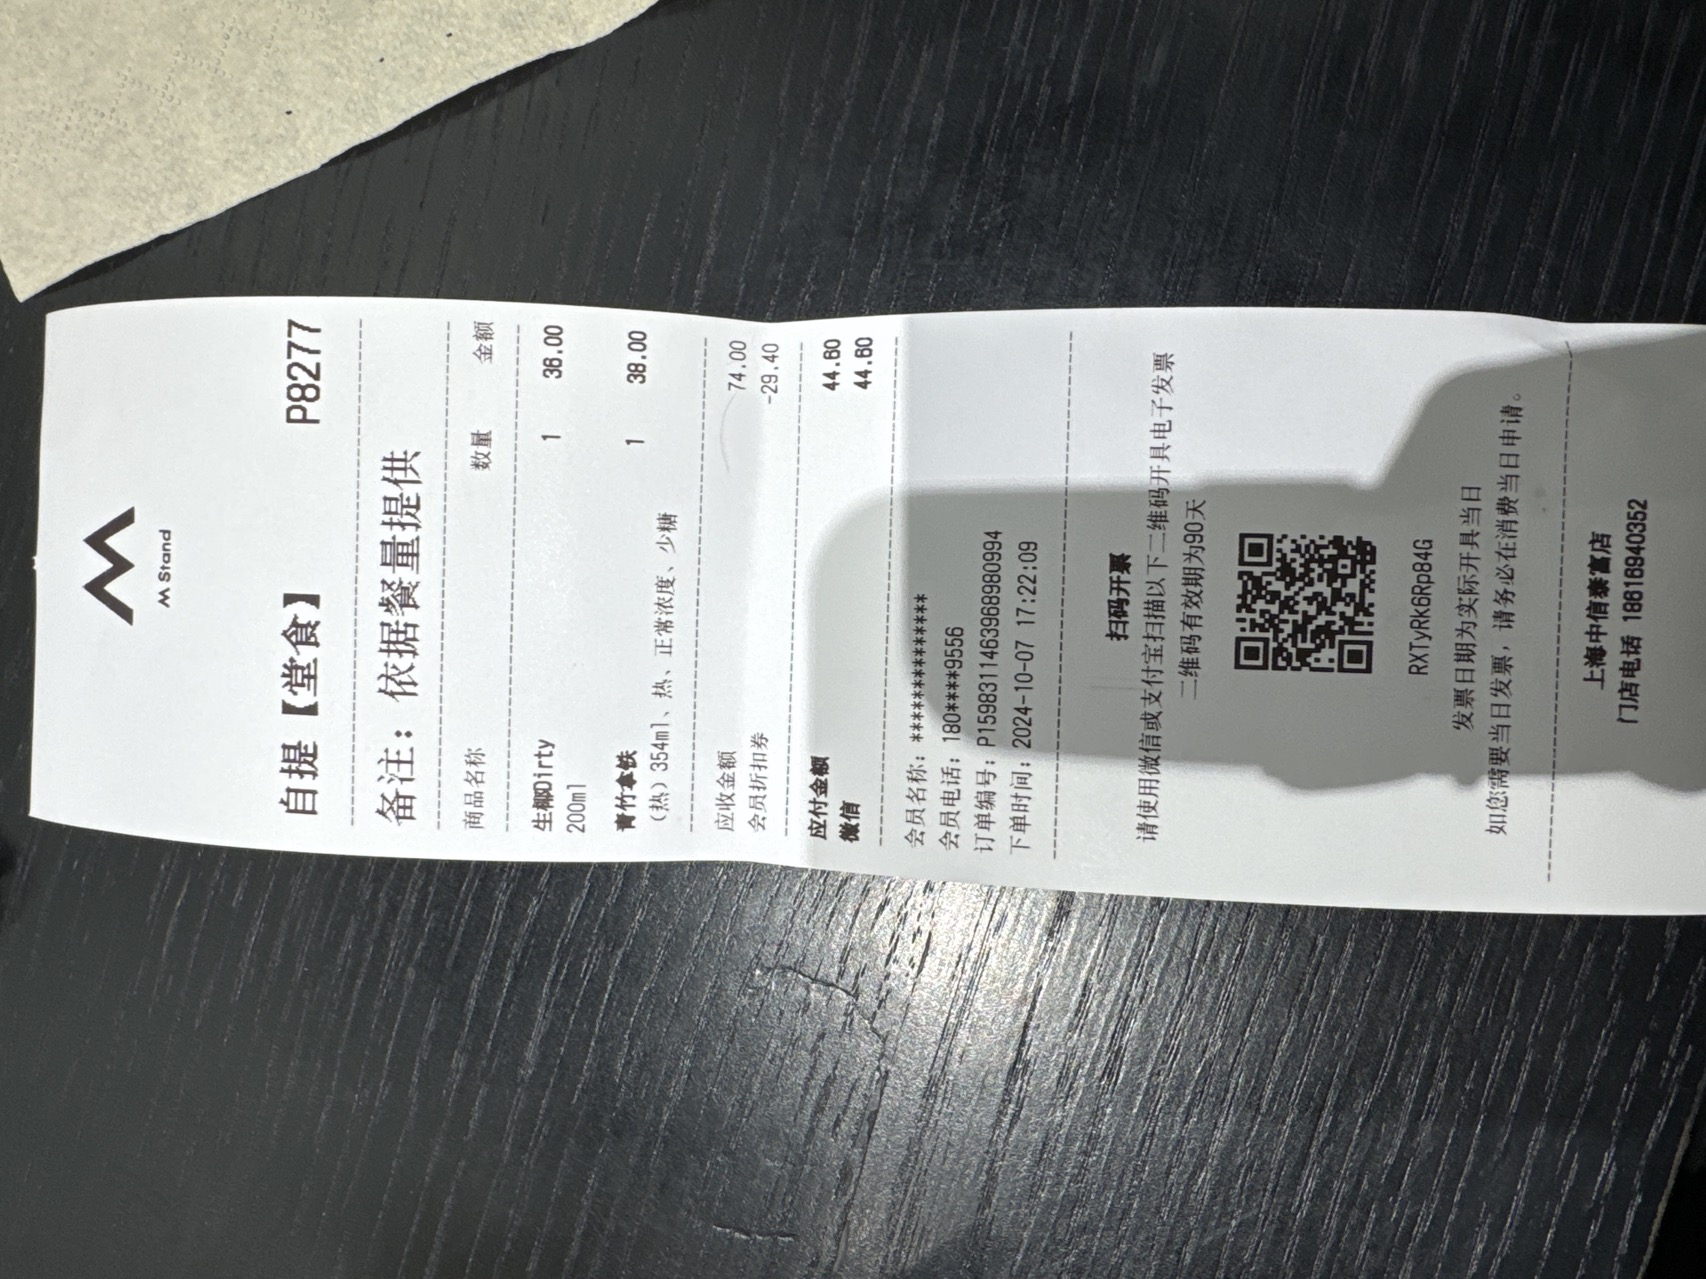 M Stand
自提【堂食】 P8277
备注：依据餐量提供
商品名称 数量 金额
生椰Dirty 1 36.00
200ml
青竹拿铁 1 38.00
(热)354ml、热、正常浓度、少糖
应收金额 74.00
会员折扣券 -29.40
应付金额 44.60
微信 44.60
会员名称：**************
会员电话：180****9556
订单编号：P159831146396898980994
下单时间：2024-10-07 17:22:09
扫码开票
请使用微信或支付宝扫描以下二维码开具电子发票
二维码有效期为90天
RXTyRk6Rp84G
发票日期为实际开具当日
如您需要当日发票，请务必在消费当日申请。
上海中信泰富店
门店电话 18616940352